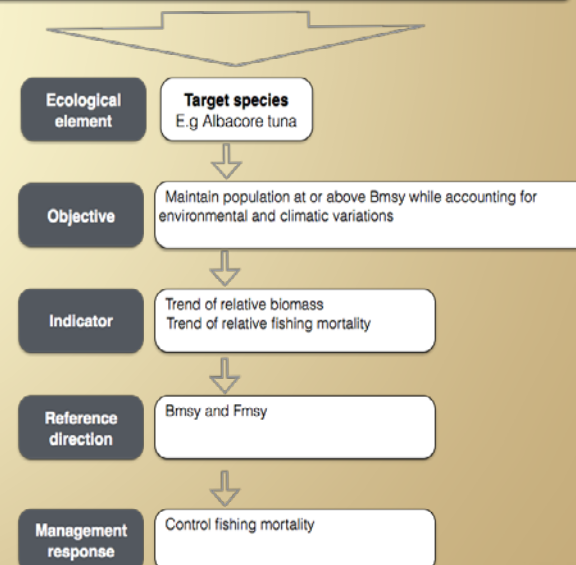 Ecological
element
Target species
E.g Albacore tuna
Objective
Maintain population at or above Bmsy while accounting for
environmental and climatic variations
Indicator
Trend of relative biomass
Trend of relative fishing mortality
Reference
direction
Bmsy and Fmsy
Management
response
Control fishing mortality